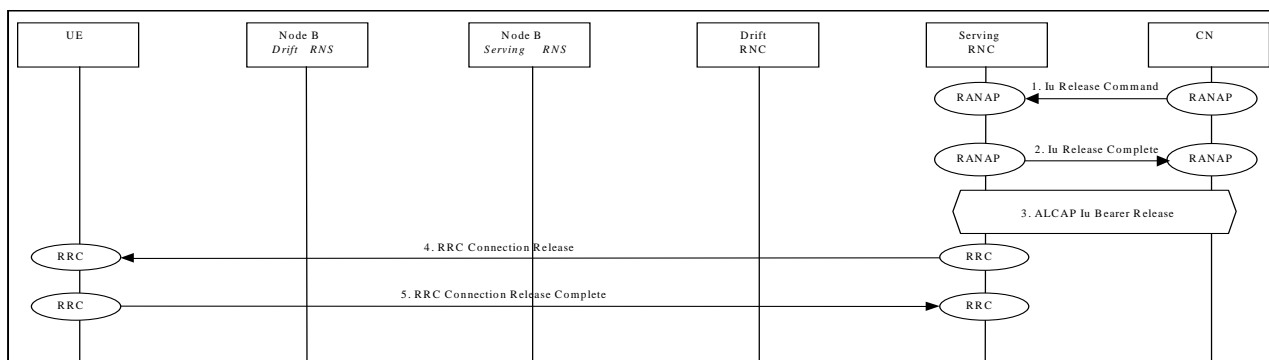 UE
Node B
Drift RNS
Node B
Serving RNS
Drift
RNC
Serving
RNC
CN
RANAP
1. Iu Release Command
RANAP
RANAP
2. Iu Release Complete
RANAP
3. ALCAP Iu Bearer Release
RRC
4. RRC Connection Release
RRC
RRC
5. RRC Connection Release Complete
RRC